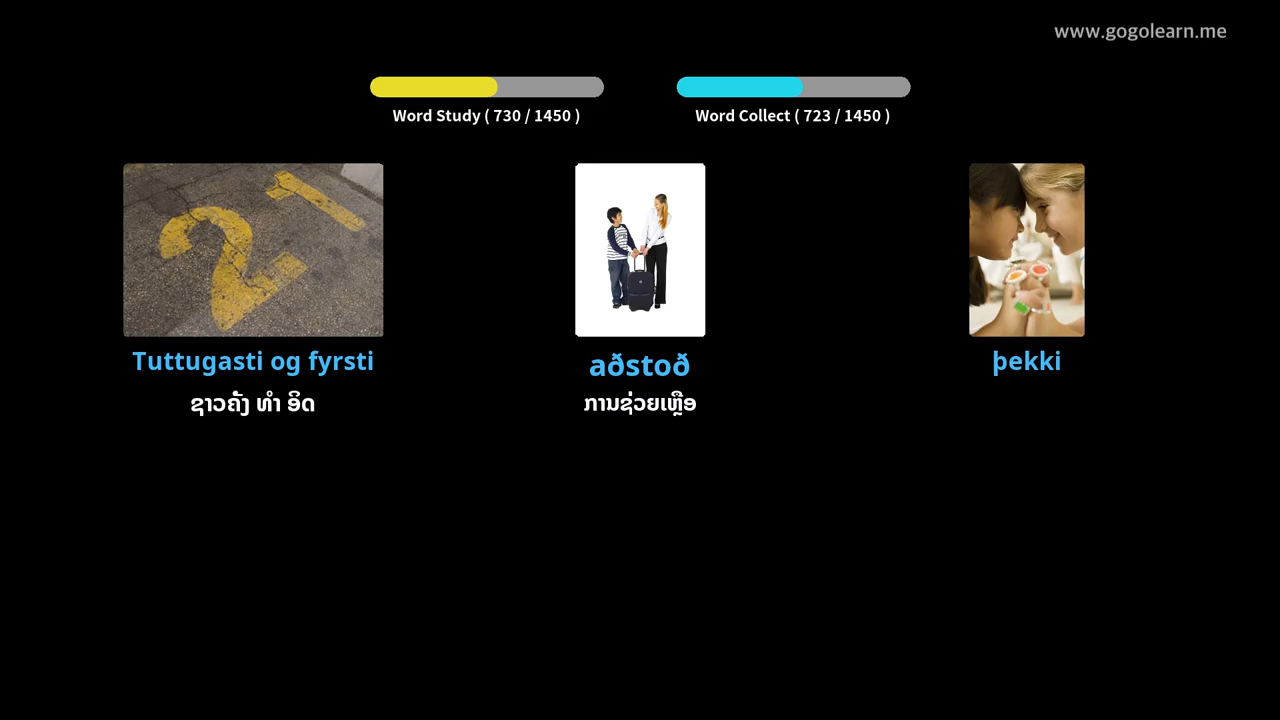 www.gogolearn.me
Word Study ( 730 / 1450 )
Word Collect ( 723 / 1450 )
21
Tuttugasti og fyrsti
ຊາວຄັ້ງ ທຳ ອິດ
aðstoð
ການຊ່ວຍເຫຼືອ
þekki